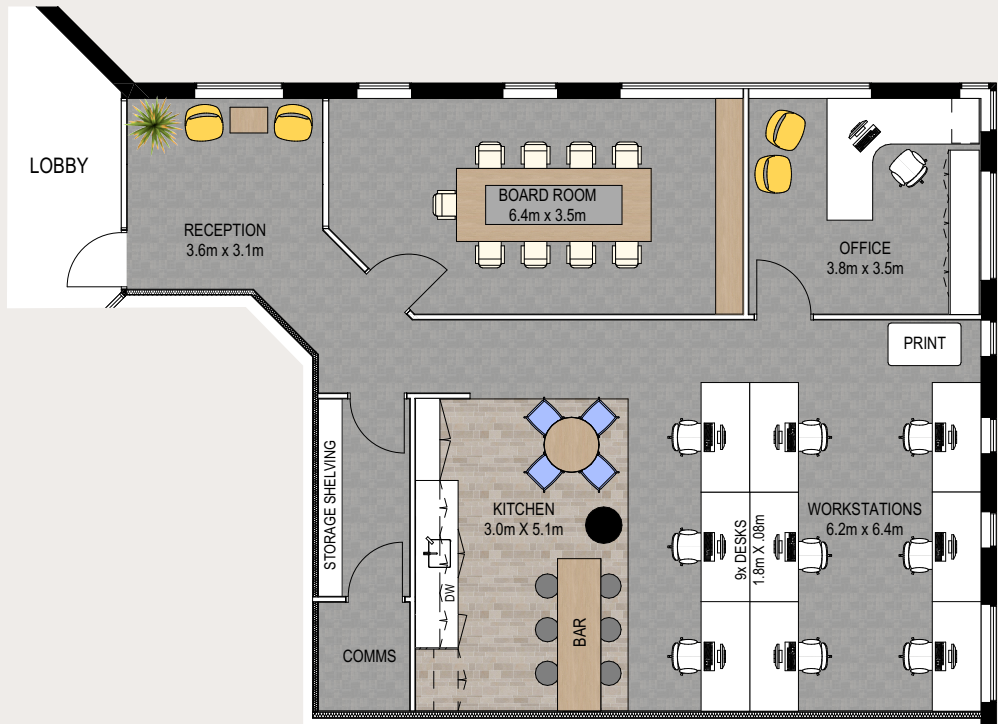 LOBBY
RECEPTION
3.6m x 3.1m
BOARD ROOM
6.4m x 3.5m
OFFICE
3.8m x 3.5m
PRINT
STORAGE SHELVING
KITCHEN
3.0m X 5.1m
9x DESKS
1.8m X .08m
WORKSTATIONS
6.2m x 6.4m
DW
BAR
COMMS